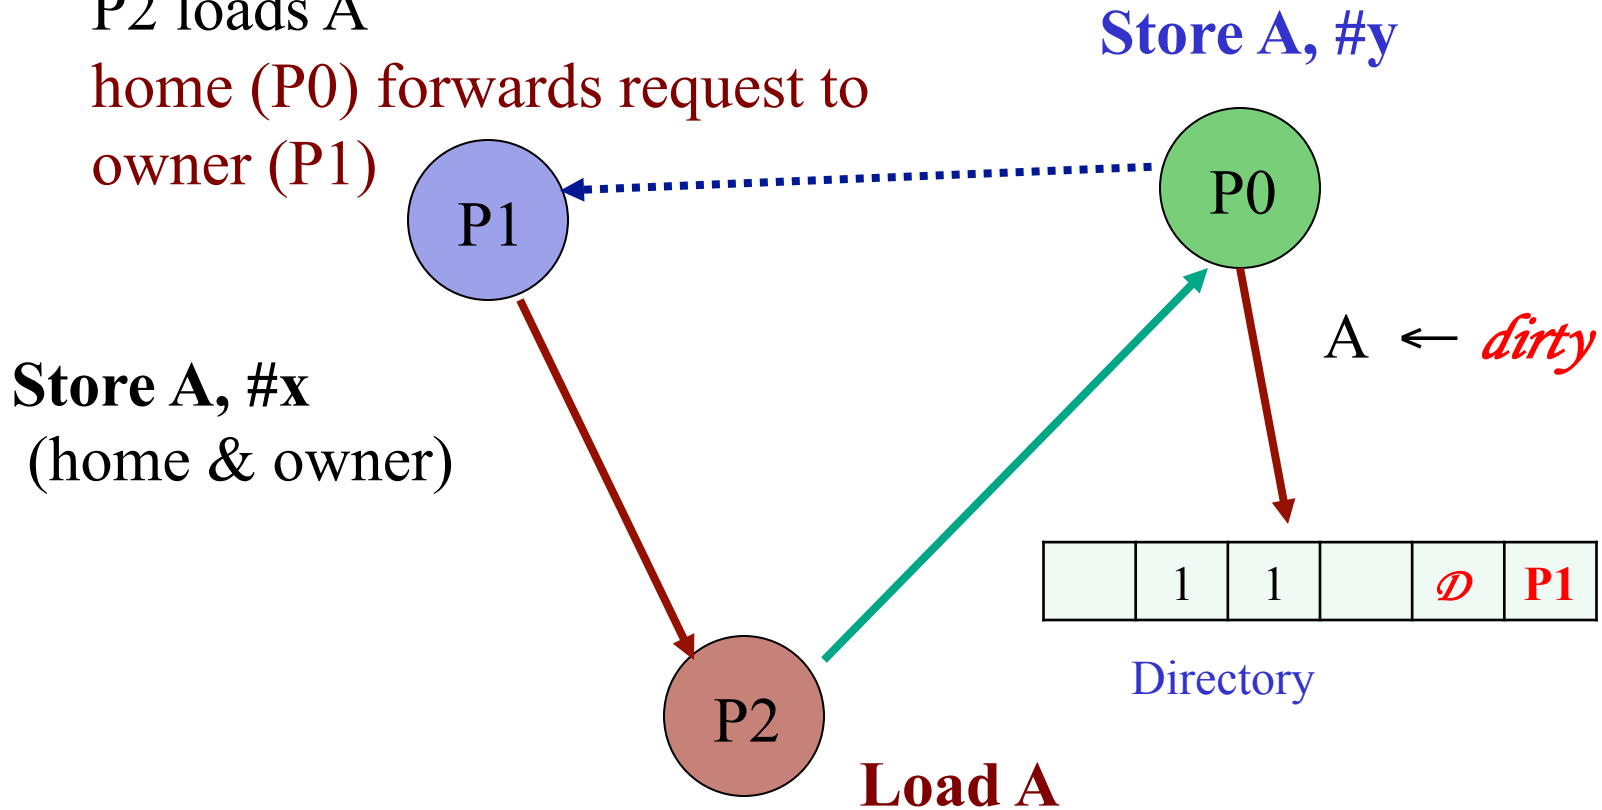 P2 loads A
home (P0) forwards request to
owner (P1)
Store A, #y
P1
P0
A ← dirty
Store A, #x
(home & owner)
1 1 D P1
Directory
P2
Load A